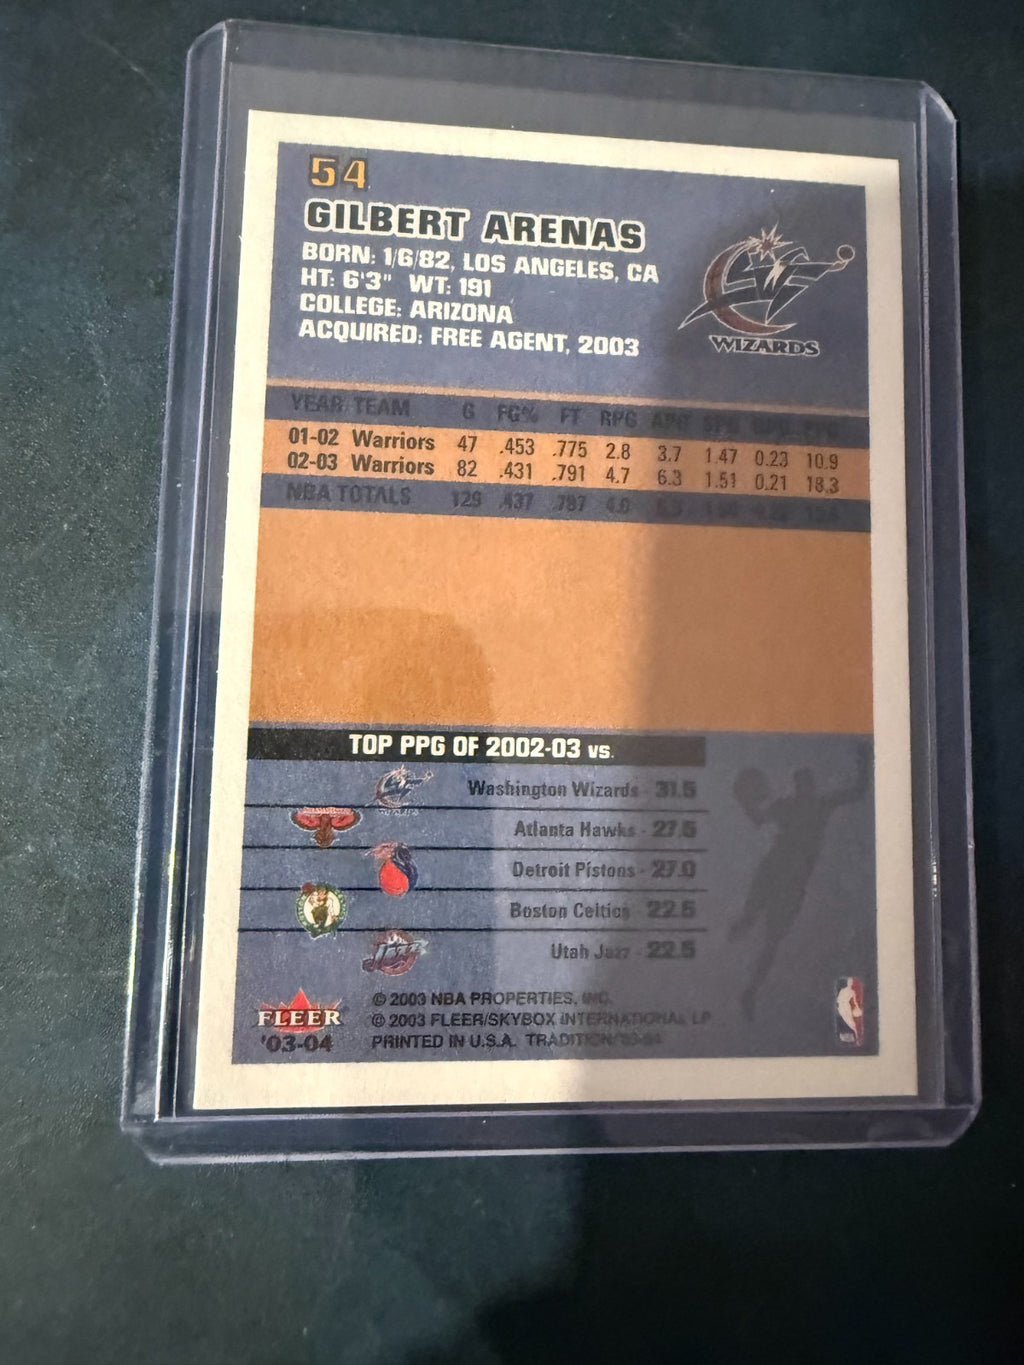 54
GILBERT ARENAS
BORN: 1/6/82, LOS ANGELES, CA
HT: 6'3" WT: 191
COLLEGE: ARIZONA
ACQUIRED: FREE AGENT, 2003
WIZARDS
YEAR TEAM G FG% FT RPG APG SPG
01-02 Warriors 47 .453 .775 2.8 3.7 1.47 0.23 10.9
02-03 Warriors 82 .431 .791 4.7 6.3 1.51 0.21 18.3
NBA TOTALS 129 .437 .787 4.0
TOP PPG OF 2002-03 vs.
Washington Wizards - 31.5
Atlanta Hawks - 27.5
Detroit Pistons - 27.0
Boston Celtics - 22.5
Utah Jazz - 22.5
JAZZ
© 2003 NBA PROPERTIES, INC.
© 2003 FLEER/SKYBOX INTERNATIONAL LP
PRINTED IN U.S.A. TRADITION '03-04
FLEER
'03-04